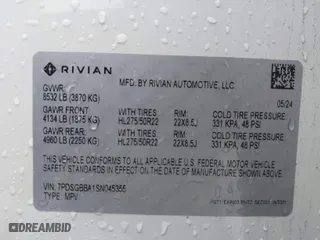 RIVIAN
MFD. BY RIVIAN AUTOMOTIVE, LLC
GVWR
8532 LB (3870 KG)
05/24
GAWR FRONT WITH TIRES: RIM: COLD TIRE PRESSURE:
4134 LB (1875 KG) HL275/50R22 22X8.5J 331 KPA, 48 PSI
GAWR REAR: WITH TIRES: RIM: COLD TIRE PRESSURE:
4960 LB (2250 KG) HL275/50R22 22X8.5J 331 KPA, 48 PSI
THIS VEHICLE CONFORMS TO ALL APPLICABLE U.S. FEDERAL MOTOR VEHICLE
SAFETY STANDARDS IN EFFECT ON THE DATE OF MANUFACTURE SHOWN
ABOVE.
VIN: 7PDSGBBA1SN045355
TYPE: MPV
© AutoBidMaster